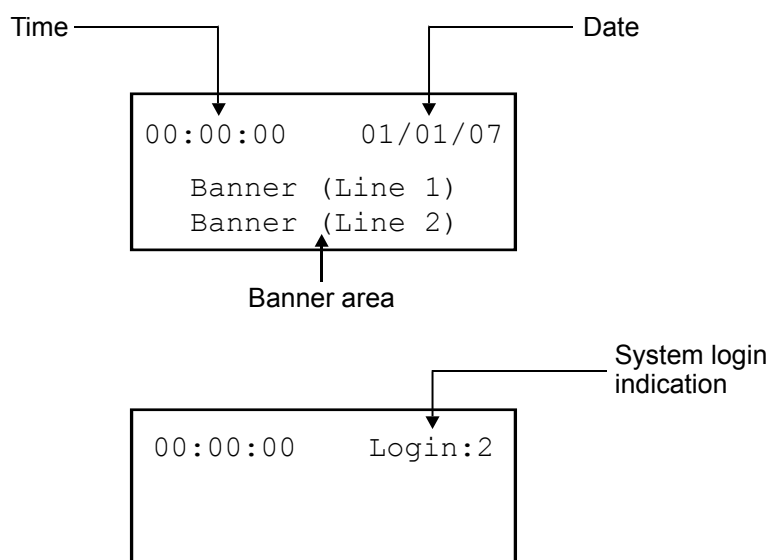 Time
Date
00:00:00 01/01/07
Banner (Line 1)
Banner (Line 2)
Banner area
System login
indication
00:00:00 Login:2